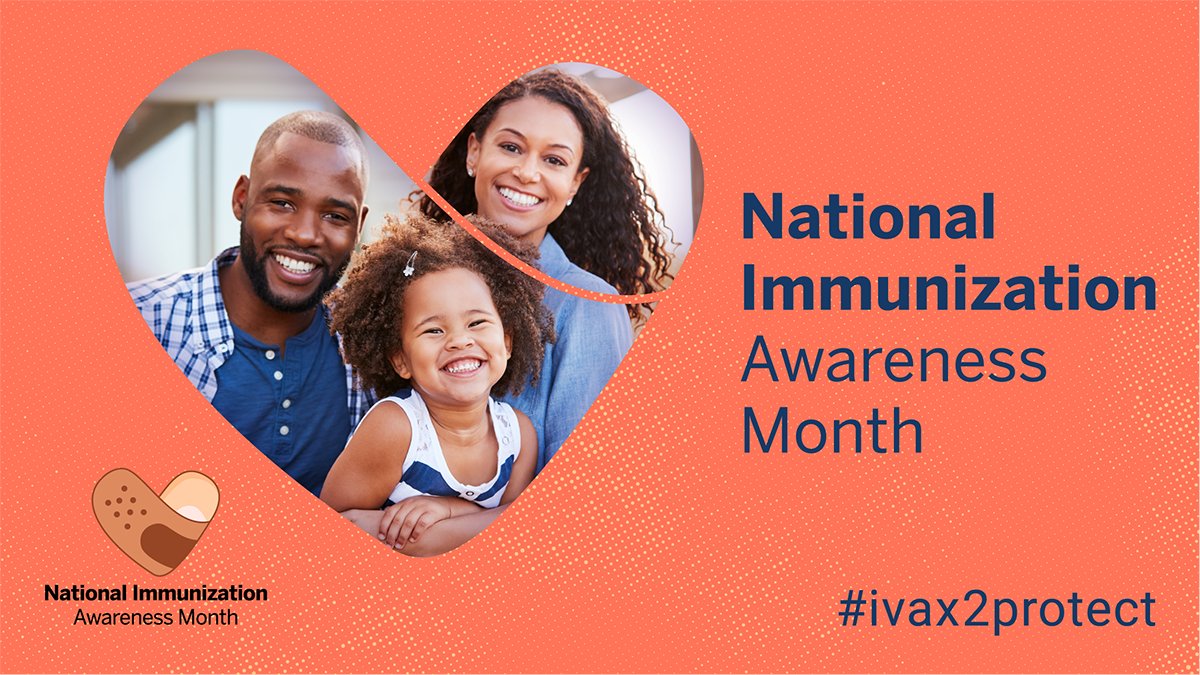 National
Immunization
Awareness
Month
National Immunization
Awareness Month
#ivax2protect